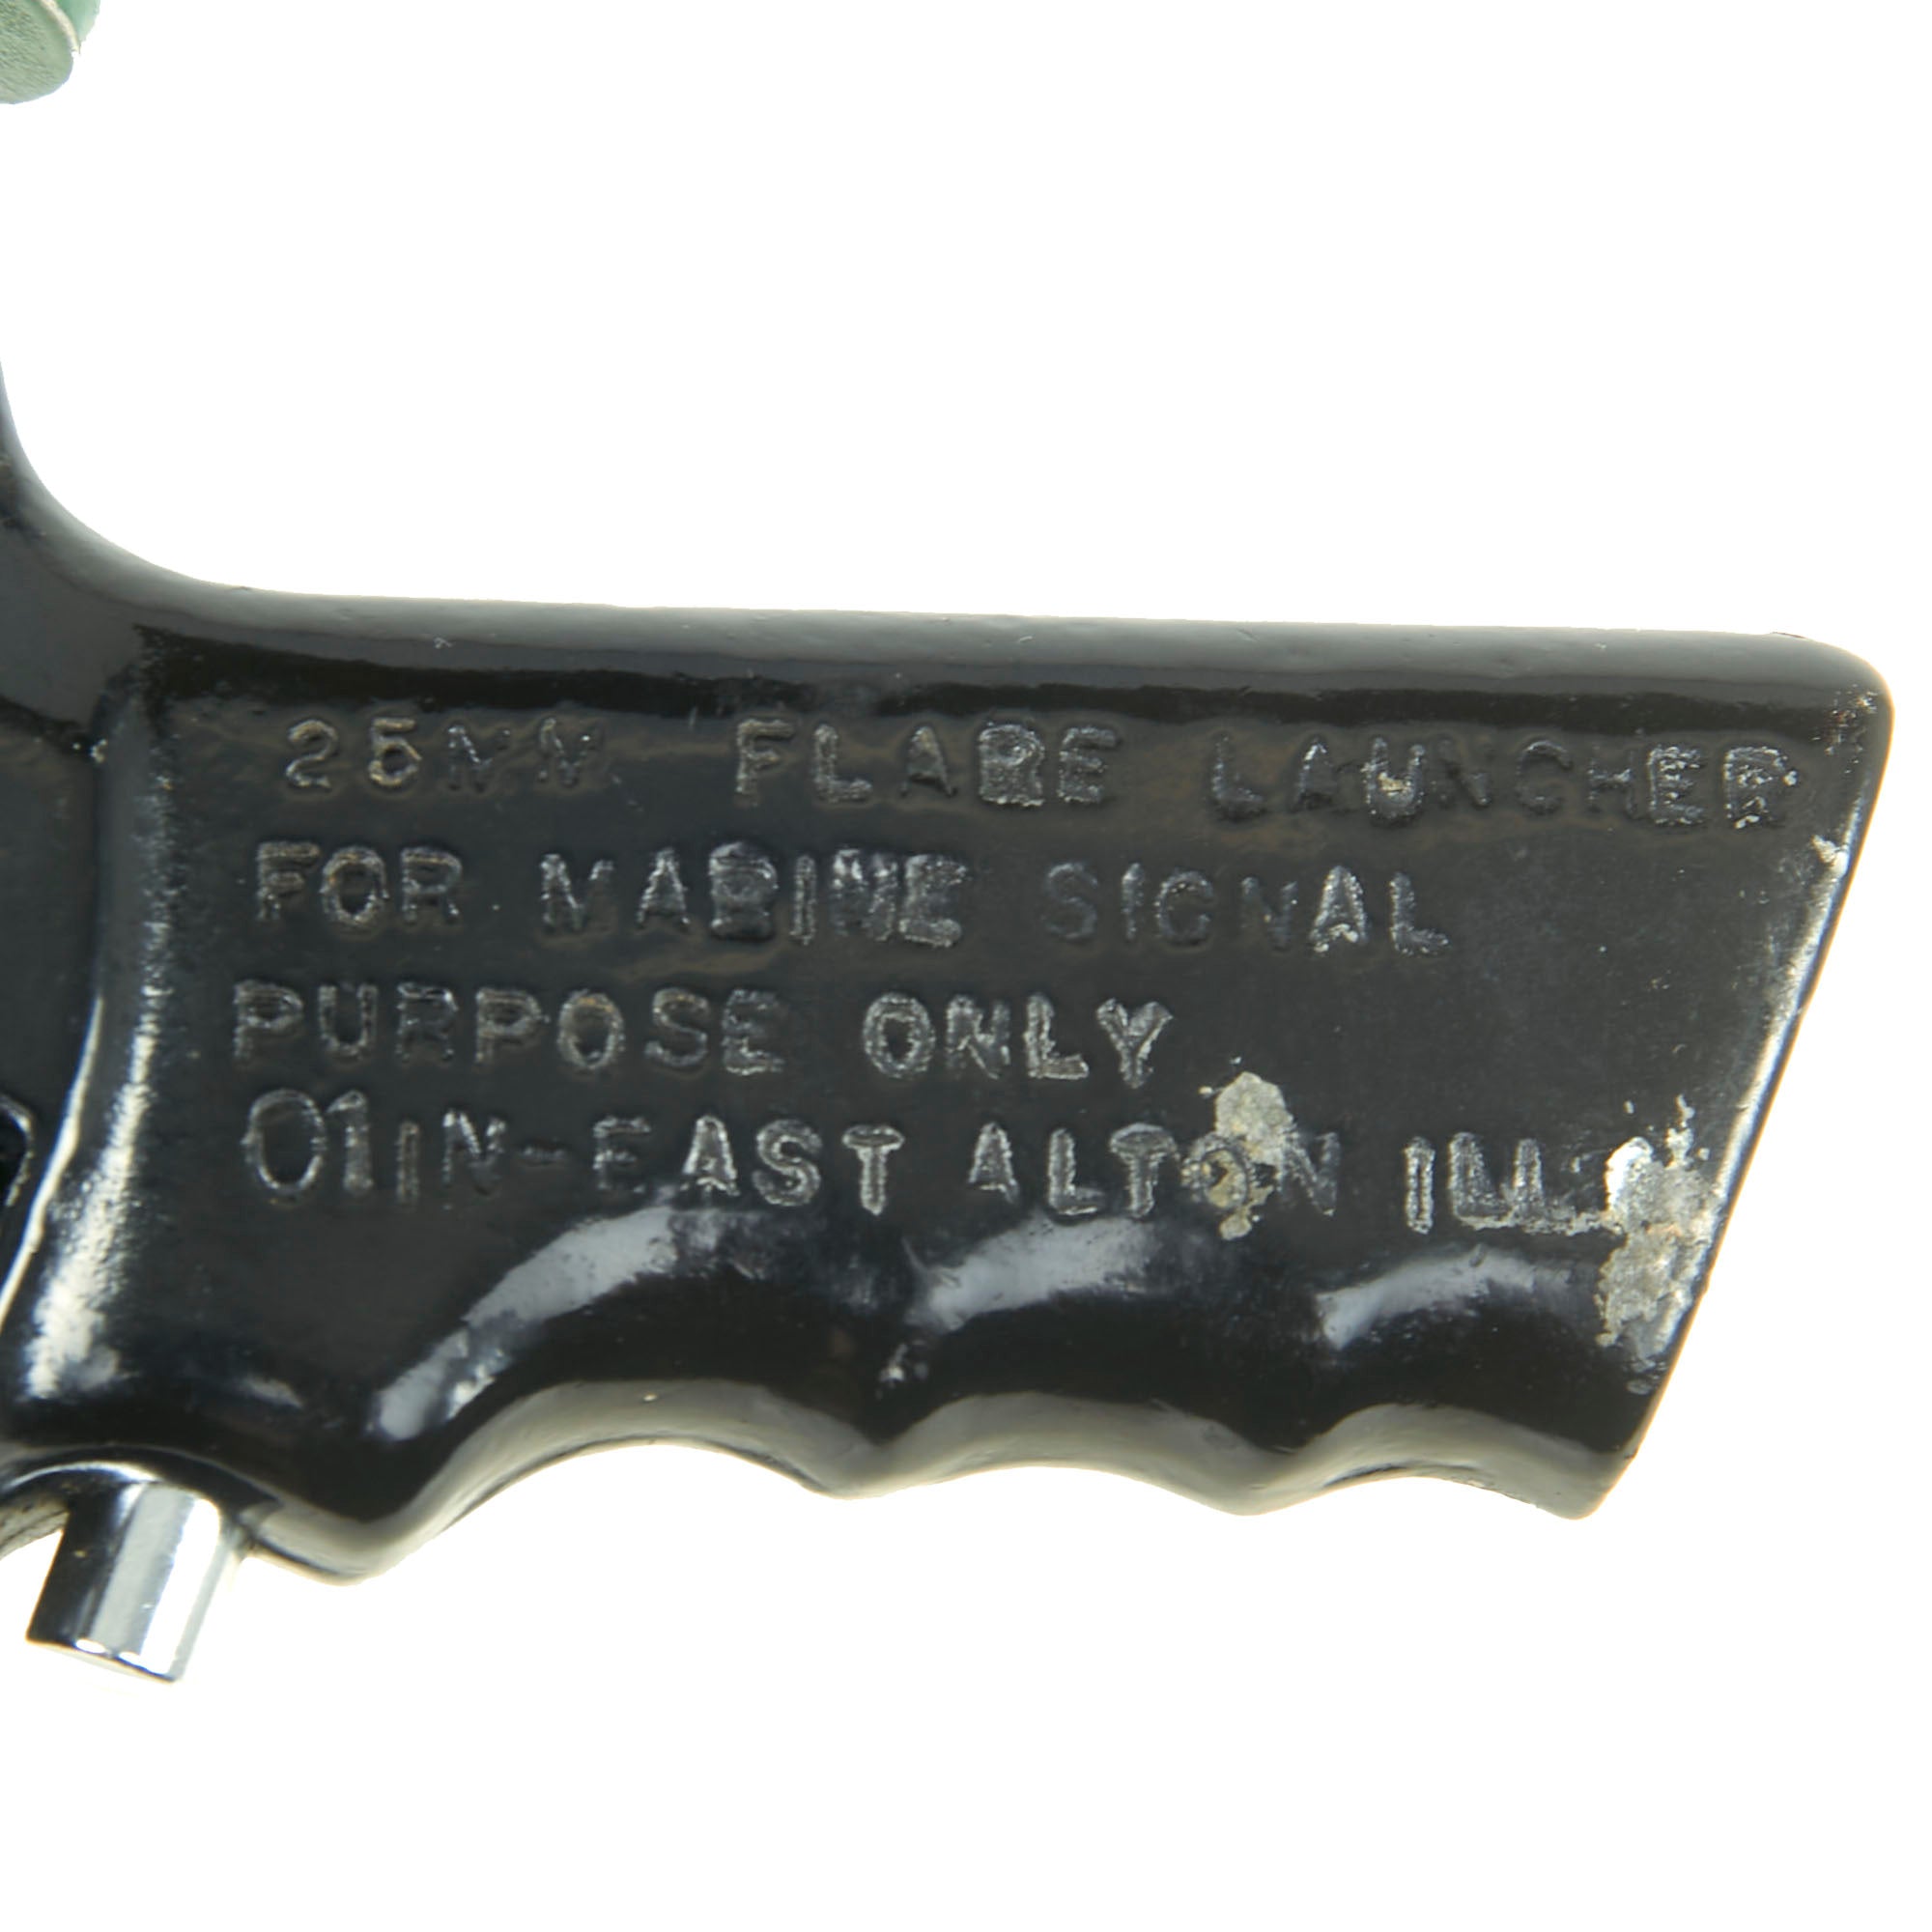 25MM FLARE LAUNCHER
FOR MARINE SIGNAL
PURPOSE ONLY
OlIN-EAST ALTON ILL